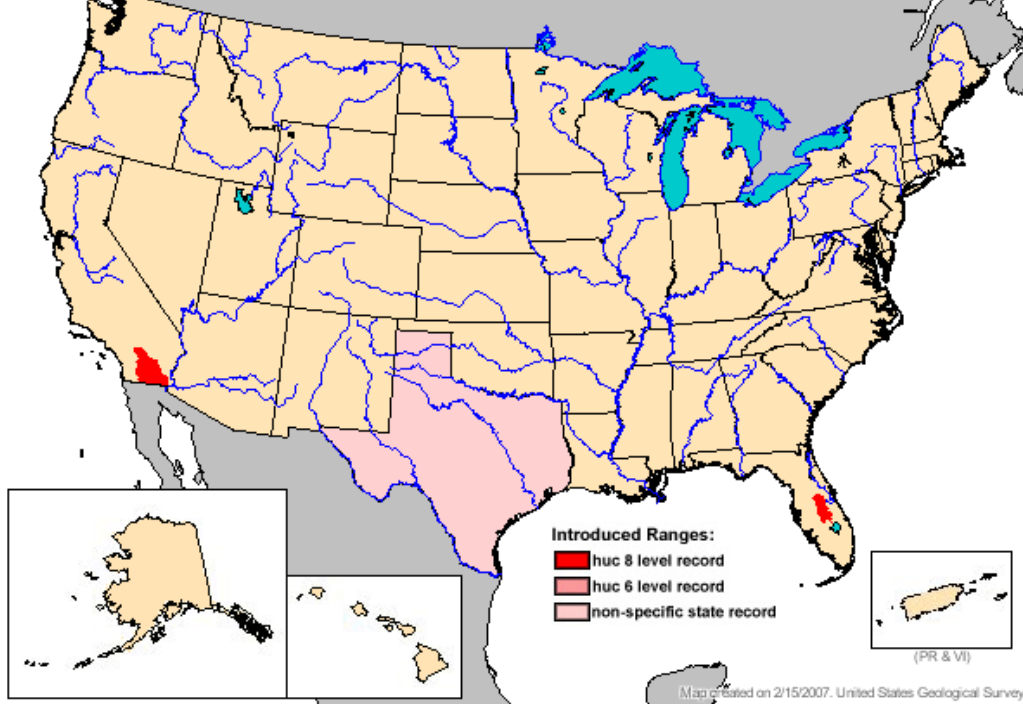 Introduced Ranges:
huc 8 level record
huc 6 level record
non-specific state record
(PR & VI)
Map created on 2/15/2007. United States Geological Survey